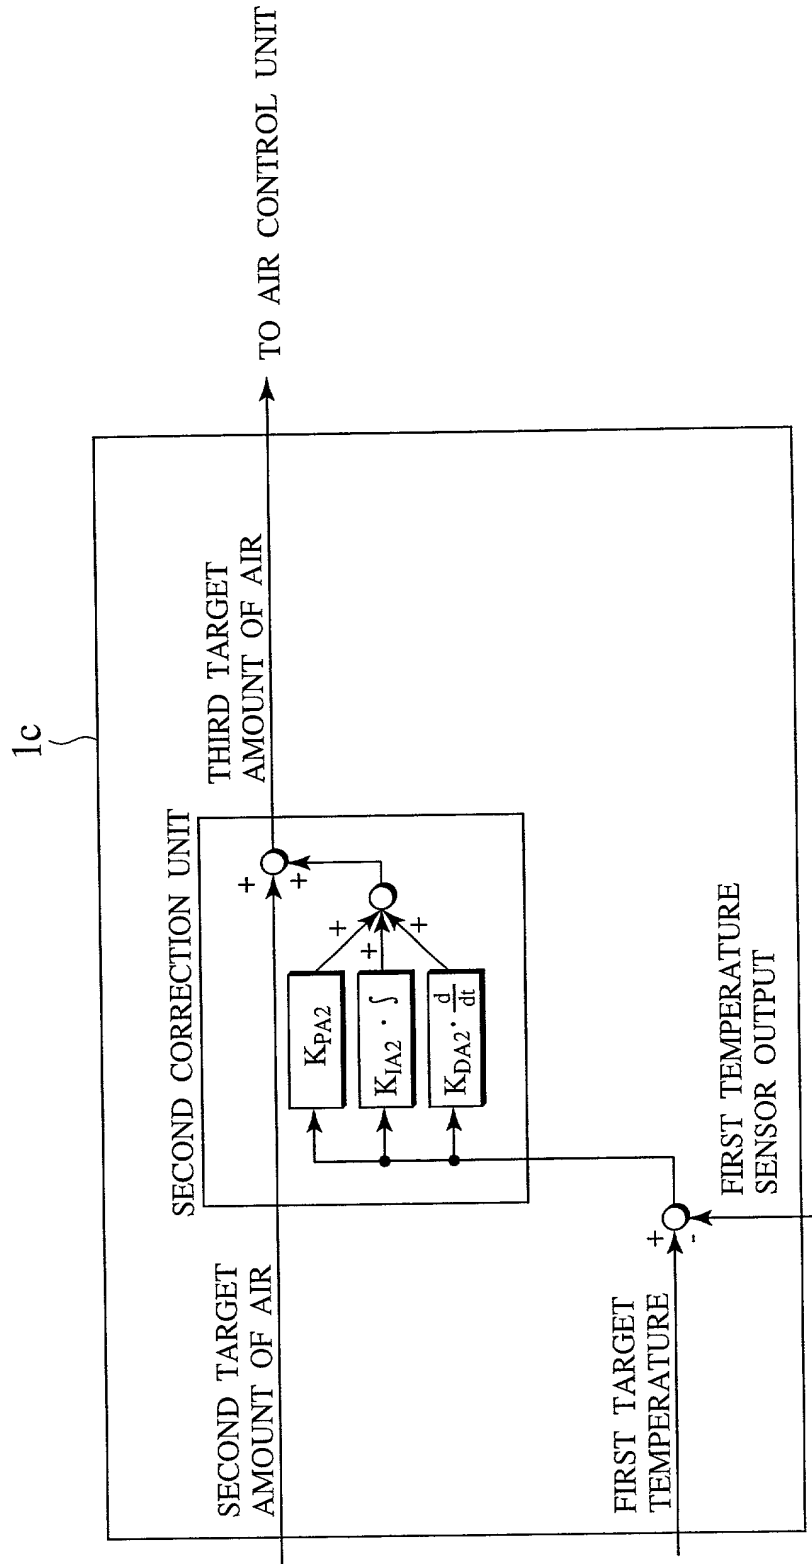 1c
SECOND TARGET
AMOUNT OF AIR
SECOND CORRECTION UNIT
THIRD TARGET
AMOUNT OF AIR
TO AIR CONTROL UNIT
+
+
K_PA2
K_IA2 · ∫
K_DA2 · d/dt
+
+
+
FIRST TARGET
TEMPERATURE
+
-
FIRST TEMPERATURE
SENSOR OUTPUT